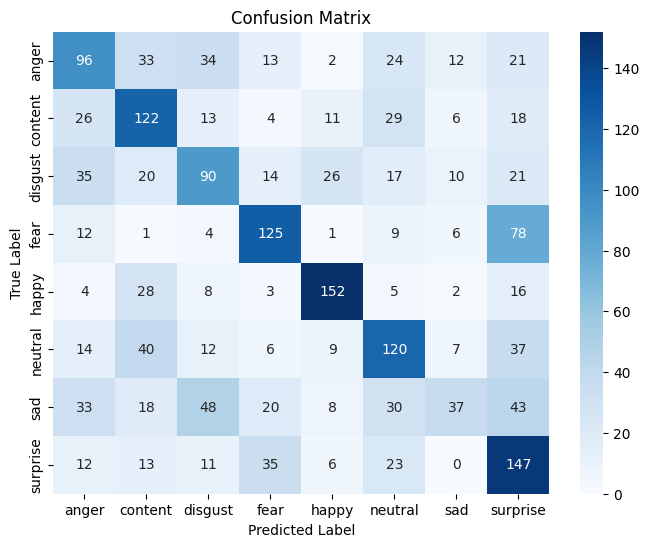 Confusion Matrix
True Label
anger 96 33 34 13 2 24 12 21
content 26 122 13 4 11 29 6 18
disgust 35 20 90 14 26 17 10 21
fear 12 1 4 125 1 9 6 78
happy 4 28 8 3 152 5 2 16
neutral 14 40 12 6 9 120 7 37
sad 33 18 48 20 8 30 37 43
surprise 12 13 11 35 6 23 0 147
anger content disgust fear happy neutral sad surprise
Predicted Label
140
120
100
80
60
40
20
0